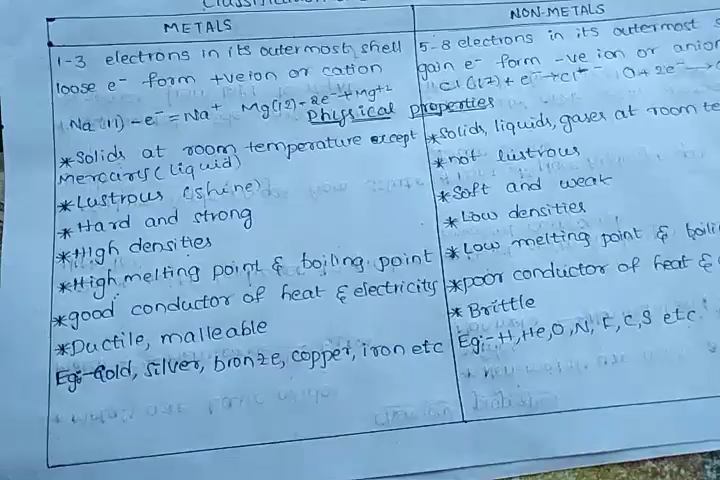 METALS
1-3 electrons in its outermost shell
loose e⁻ form +ve ion or cation
Na (11) - e⁻ = Na⁺ Mg(12) - 2e⁻ → Mg⁺²
NON-METALS
5-8 electrons in its outermost
gain e⁻ form -ve ion or anion
Cl (17) + e⁻ → Cl⁻ O + 2e⁻ →
Physical properties
*Solids at room temperature except
Mercury (liquid)
*Lustrous (shine)
*Hard and strong
*High densities
*High melting point & boiling point
*good conductor of heat & electricity
*Ductile, malleable
Eg:- Gold, silver, bronze, copper, iron etc
*Solids, liquids, gases at room
*not lustrous
*Soft and weak
*Low densities
*Low melting point &
*poor conductor of heat &
*Brittle
Eg:- H, He, O, N, F, C, S etc.